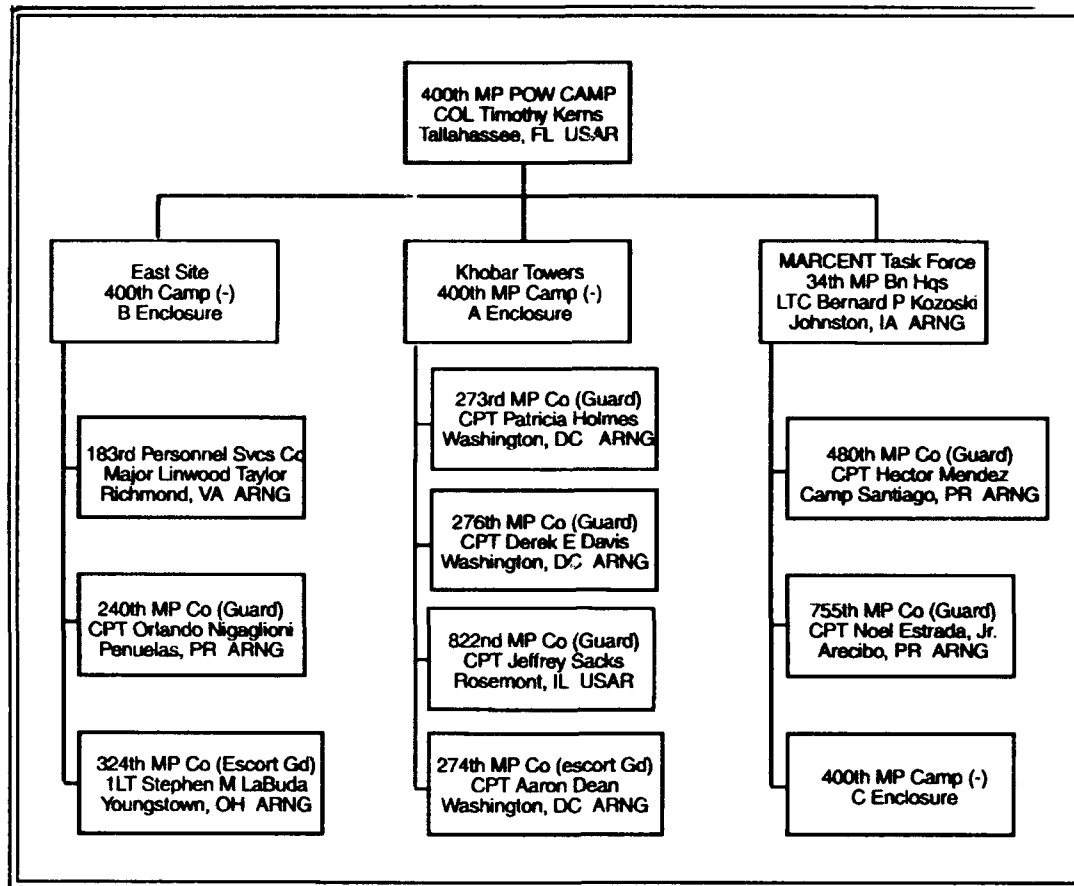 400th MP POW CAMP
COL Timothy Kerns
Tallahassee, FL USAR
East Site
400th Camp (-)
B Enclosure
183rd Personnel Svcs Co
Major Linwood Taylor
Richmond, VA ARNG
240th MP Co (Guard)
CPT Orlando Nigaglioni
Penuelas, PR ARNG
324th MP Co (Escort Gd)
1LT Stephen M LaBuda
Youngstown, OH ARNG
Khobar Towers
400th MP Camp (-)
A Enclosure
273rd MP Co (Guard)
CPT Patricia Holmes
Washington, DC ARNG
276th MP Co (Guard)
CPT Derek E Davis
Washington, DC ARNG
822nd MP Co (Guard)
CPT Jeffrey Sacks
Rosemont, IL USAR
274th MP Co (escort Gd)
CPT Aaron Dean
Washington, DC ARNG
MARCENT Task Force
34th MP Bn Hqs
LTC Bernard P Kozoski
Johnston, IA ARNG
480th MP Co (Guard)
CPT Hector Mendez
Camp Santiago, PR ARNG
755th MP Co (Guard)
CPT Noel Estrada, Jr.
Arecibo, PR ARNG
400th MP Camp (-)
C Enclosure